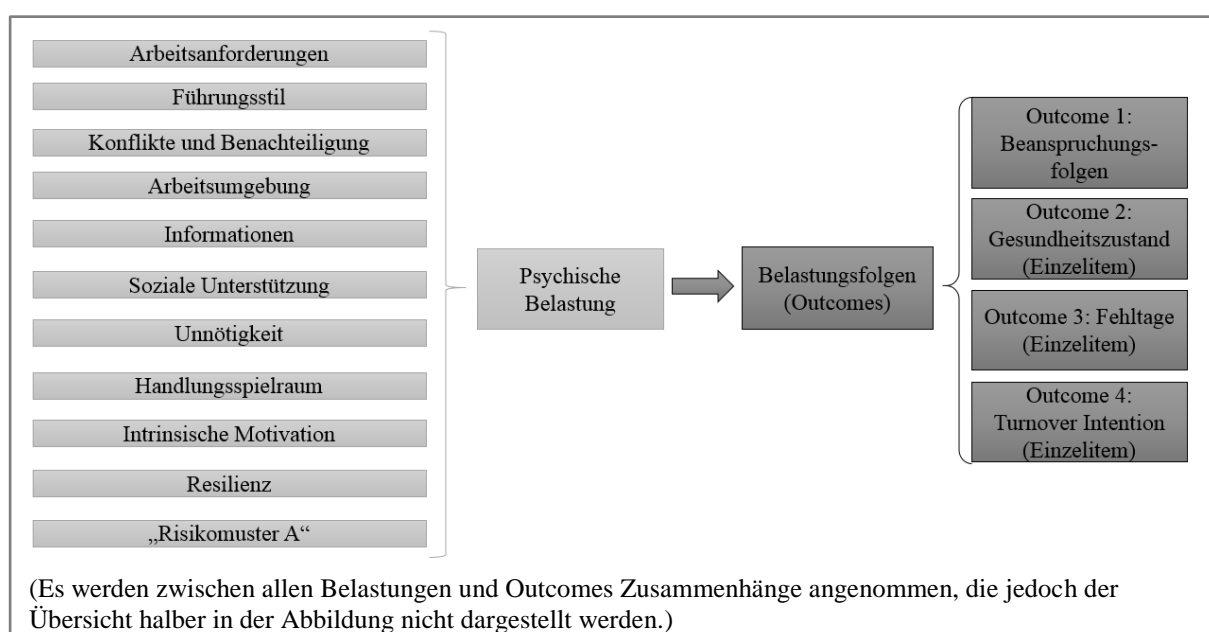 Arbeitsanforderungen
Führungsstil
Konflikte und Benachteiligung
Arbeitsumgebung
Informationen
Soziale Unterstützung
Unnötigkeit
Handlungsspielraum
Intrinsische Motivation
Resilienz
„Risikomuster A“
Psychische
Belastung
Belastungsfolgen
(Outcomes)
Outcome 1:
Beanspruchungs-
folgen
Outcome 2:
Gesundheitszustand
(Einzelitem)
Outcome 3: Fehltage
(Einzelitem)
Outcome 4:
Turnover Intention
(Einzelitem)
(Es werden zwischen allen Belastungen und Outcomes Zusammenhänge angenommen, die jedoch der
Übersicht halber in der Abbildung nicht dargestellt werden.)